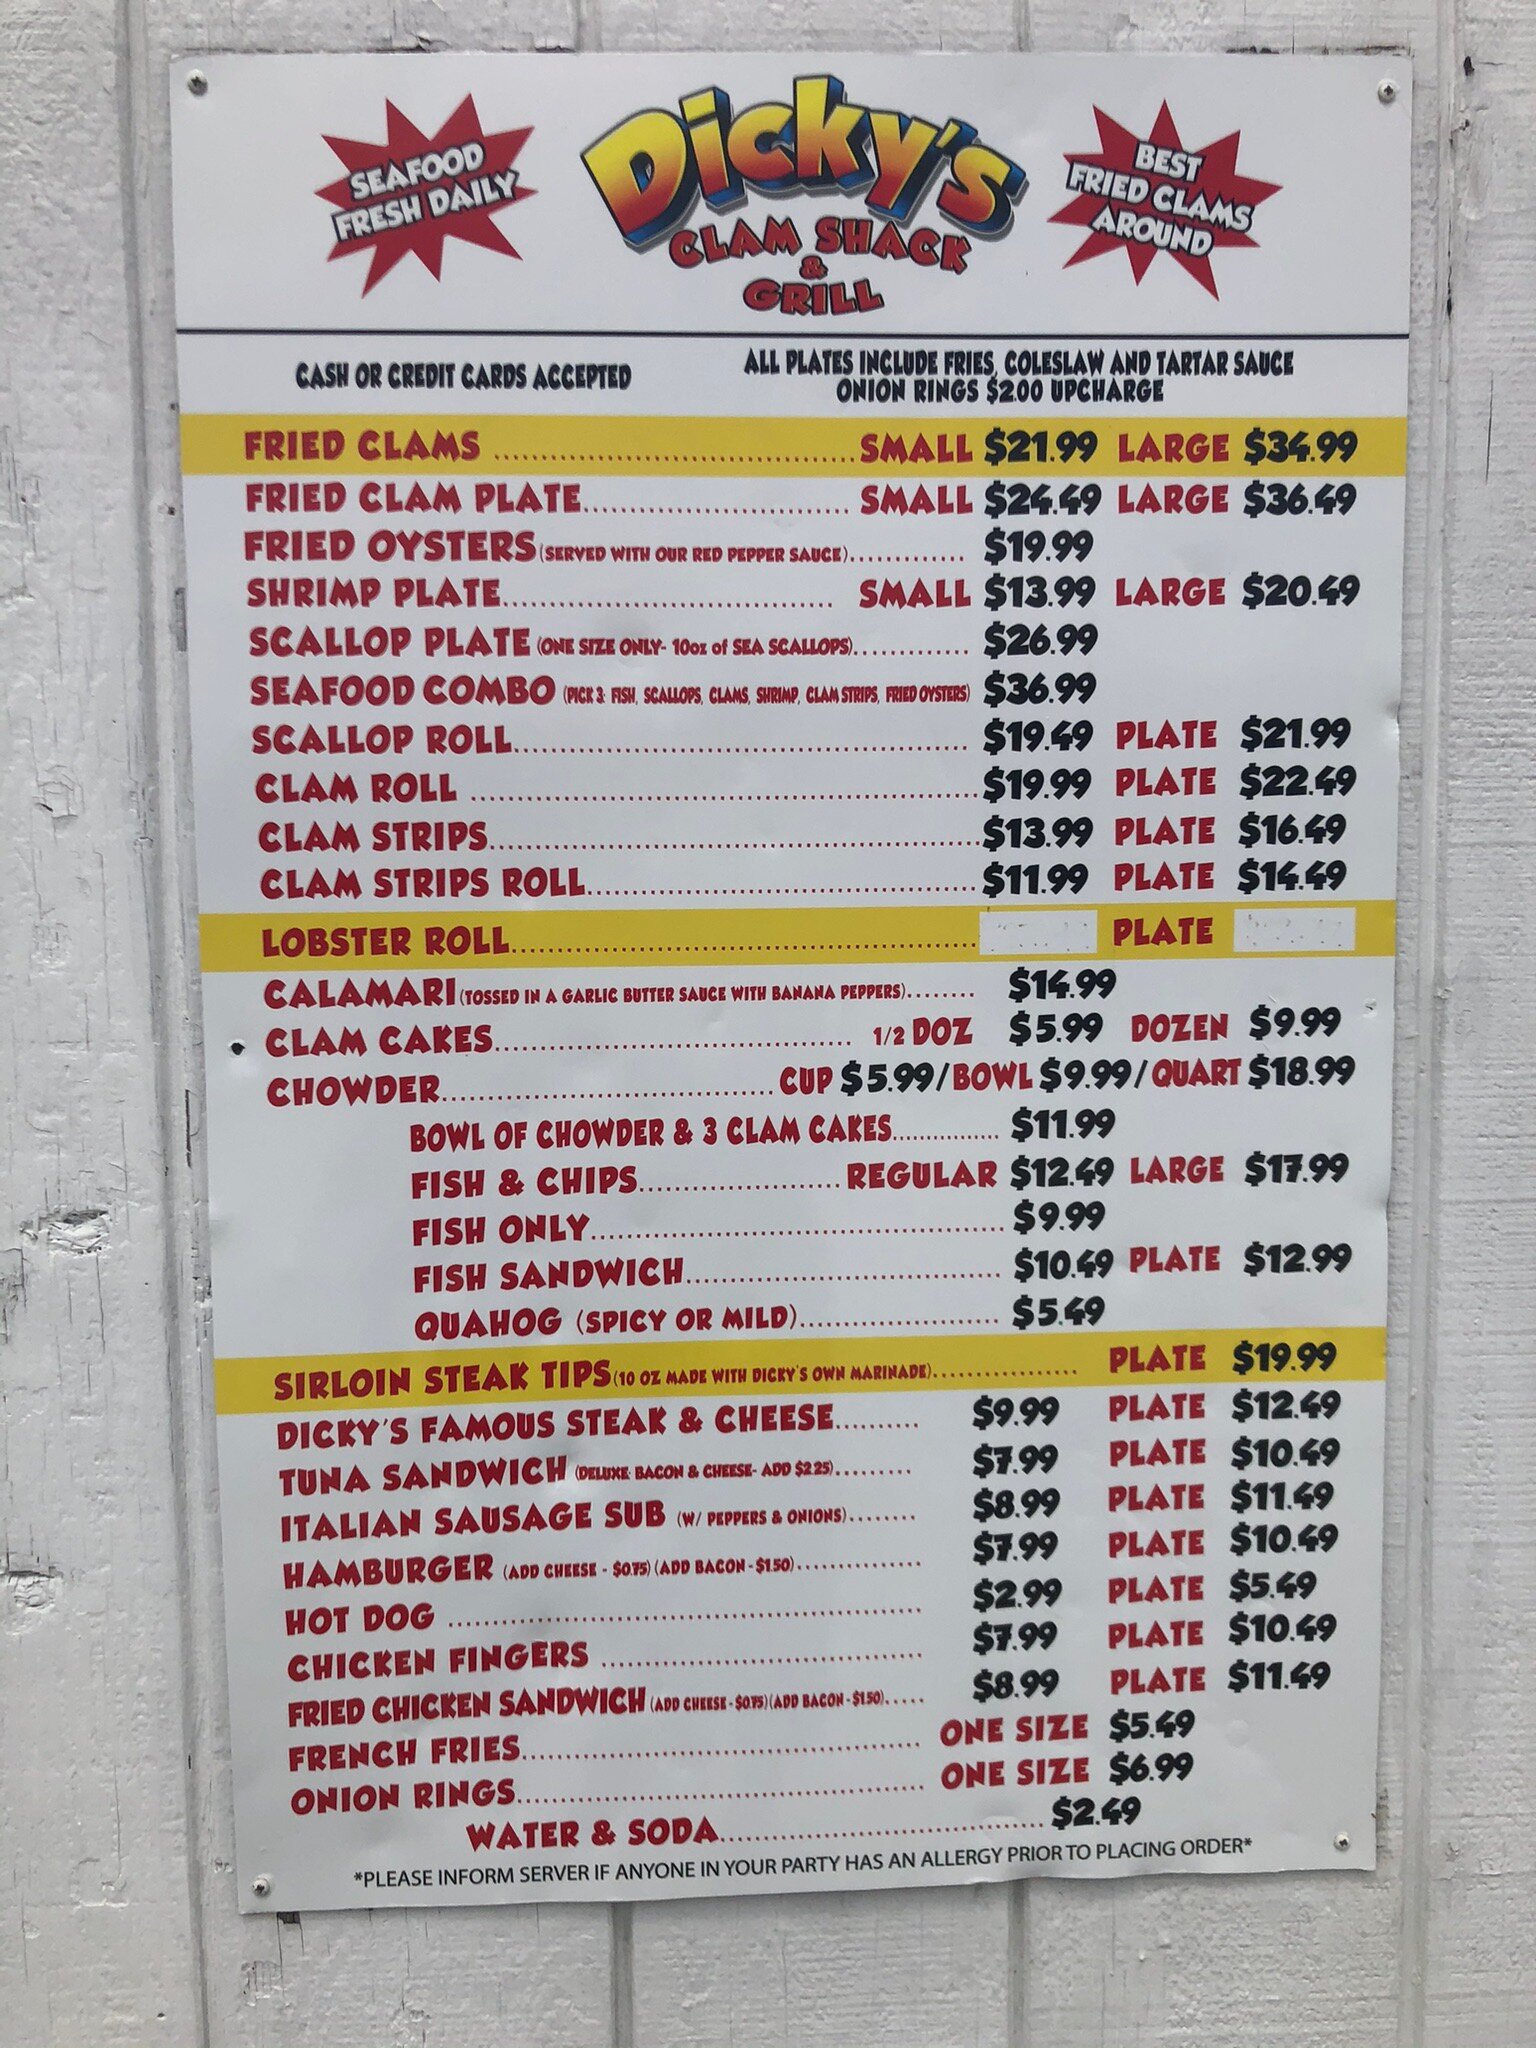 SEAFOOD
FRESH DAILY
Dicky's
CLAM SHACK
&
GRILL
BEST
FRIED CLAMS
AROUND
CASH OR CREDIT CARDS ACCEPTED
ALL PLATES INCLUDE FRIES, COLESLAW AND TARTAR SAUCE
ONION RINGS $2.00 UPCHARGE
FRIED CLAMS ........ SMALL $21.99 LARGE $34.99
FRIED CLAM PLATE........ SMALL $24.49 LARGE $36.49
FRIED OYSTERS (SERVED WITH OUR RED PEPPER SAUCE)........ $19.99
SHRIMP PLATE........ SMALL $13.99 LARGE $20.49
SCALLOP PLATE (ONE SIZE ONLY- 10oz of SEA SCALLOPS)........ $26.99
SEAFOOD COMBO (PICK 3: FISH, SCALLOPS, CLAMS, SHRIMP, CLAM STRIPS, FRIED OYSTERS) $36.99
SCALLOP ROLL........ $19.49 PLATE $21.99
CLAM ROLL ........ $19.99 PLATE $22.49
CLAM STRIPS........ $13.99 PLATE $16.49
CLAM STRIPS ROLL........ $11.99 PLATE $14.49
LOBSTER ROLL........ PLATE
CALAMARI (TOSSED IN A GARLIC BUTTER SAUCE WITH BANANA PEPPERS)........ $14.99
CLAM CAKES........ 1/2 DOZ $5.99 DOZEN $9.99
CHOWDER........ CUP $5.99/BOWL $9.99/QUART $18.99
BOWL OF CHOWDER & 3 CLAM CAKES........ $11.99
FISH & CHIPS........ REGULAR $12.49 LARGE $17.99
FISH ONLY........ $9.99
FISH SANDWICH........ $10.49 PLATE $12.99
QUAHOG (SPICY OR MILD)........ $5.49
SIRLOIN STEAK TIPS (10 OZ MADE WITH DICKY'S OWN MARINADE)........ PLATE $19.99
DICKY'S FAMOUS STEAK & CHEESE........ $9.99 PLATE $12.49
TUNA SANDWICH (DELUXE: BACON & CHEESE- ADD $2.25)........ $7.99 PLATE $10.49
ITALIAN SAUSAGE SUB (W/ PEPPERS & ONIONS)........ $8.99 PLATE $11.49
HAMBURGER (ADD CHEESE - $0.75) (ADD BACON - $1.50)........ $7.99 PLATE $10.49
HOT DOG ........ $2.99 PLATE $5.49
CHICKEN FINGERS ........ $7.99 PLATE $10.49
FRIED CHICKEN SANDWICH (ADD CHEESE - $0.75) (ADD BACON - $1.50)..... $8.99 PLATE $11.49
FRENCH FRIES........ ONE SIZE $5.49
ONION RINGS........ ONE SIZE $6.99
WATER & SODA........ $2.49
*PLEASE INFORM SERVER IF ANYONE IN YOUR PARTY HAS AN ALLERGY PRIOR TO PLACING ORDER*